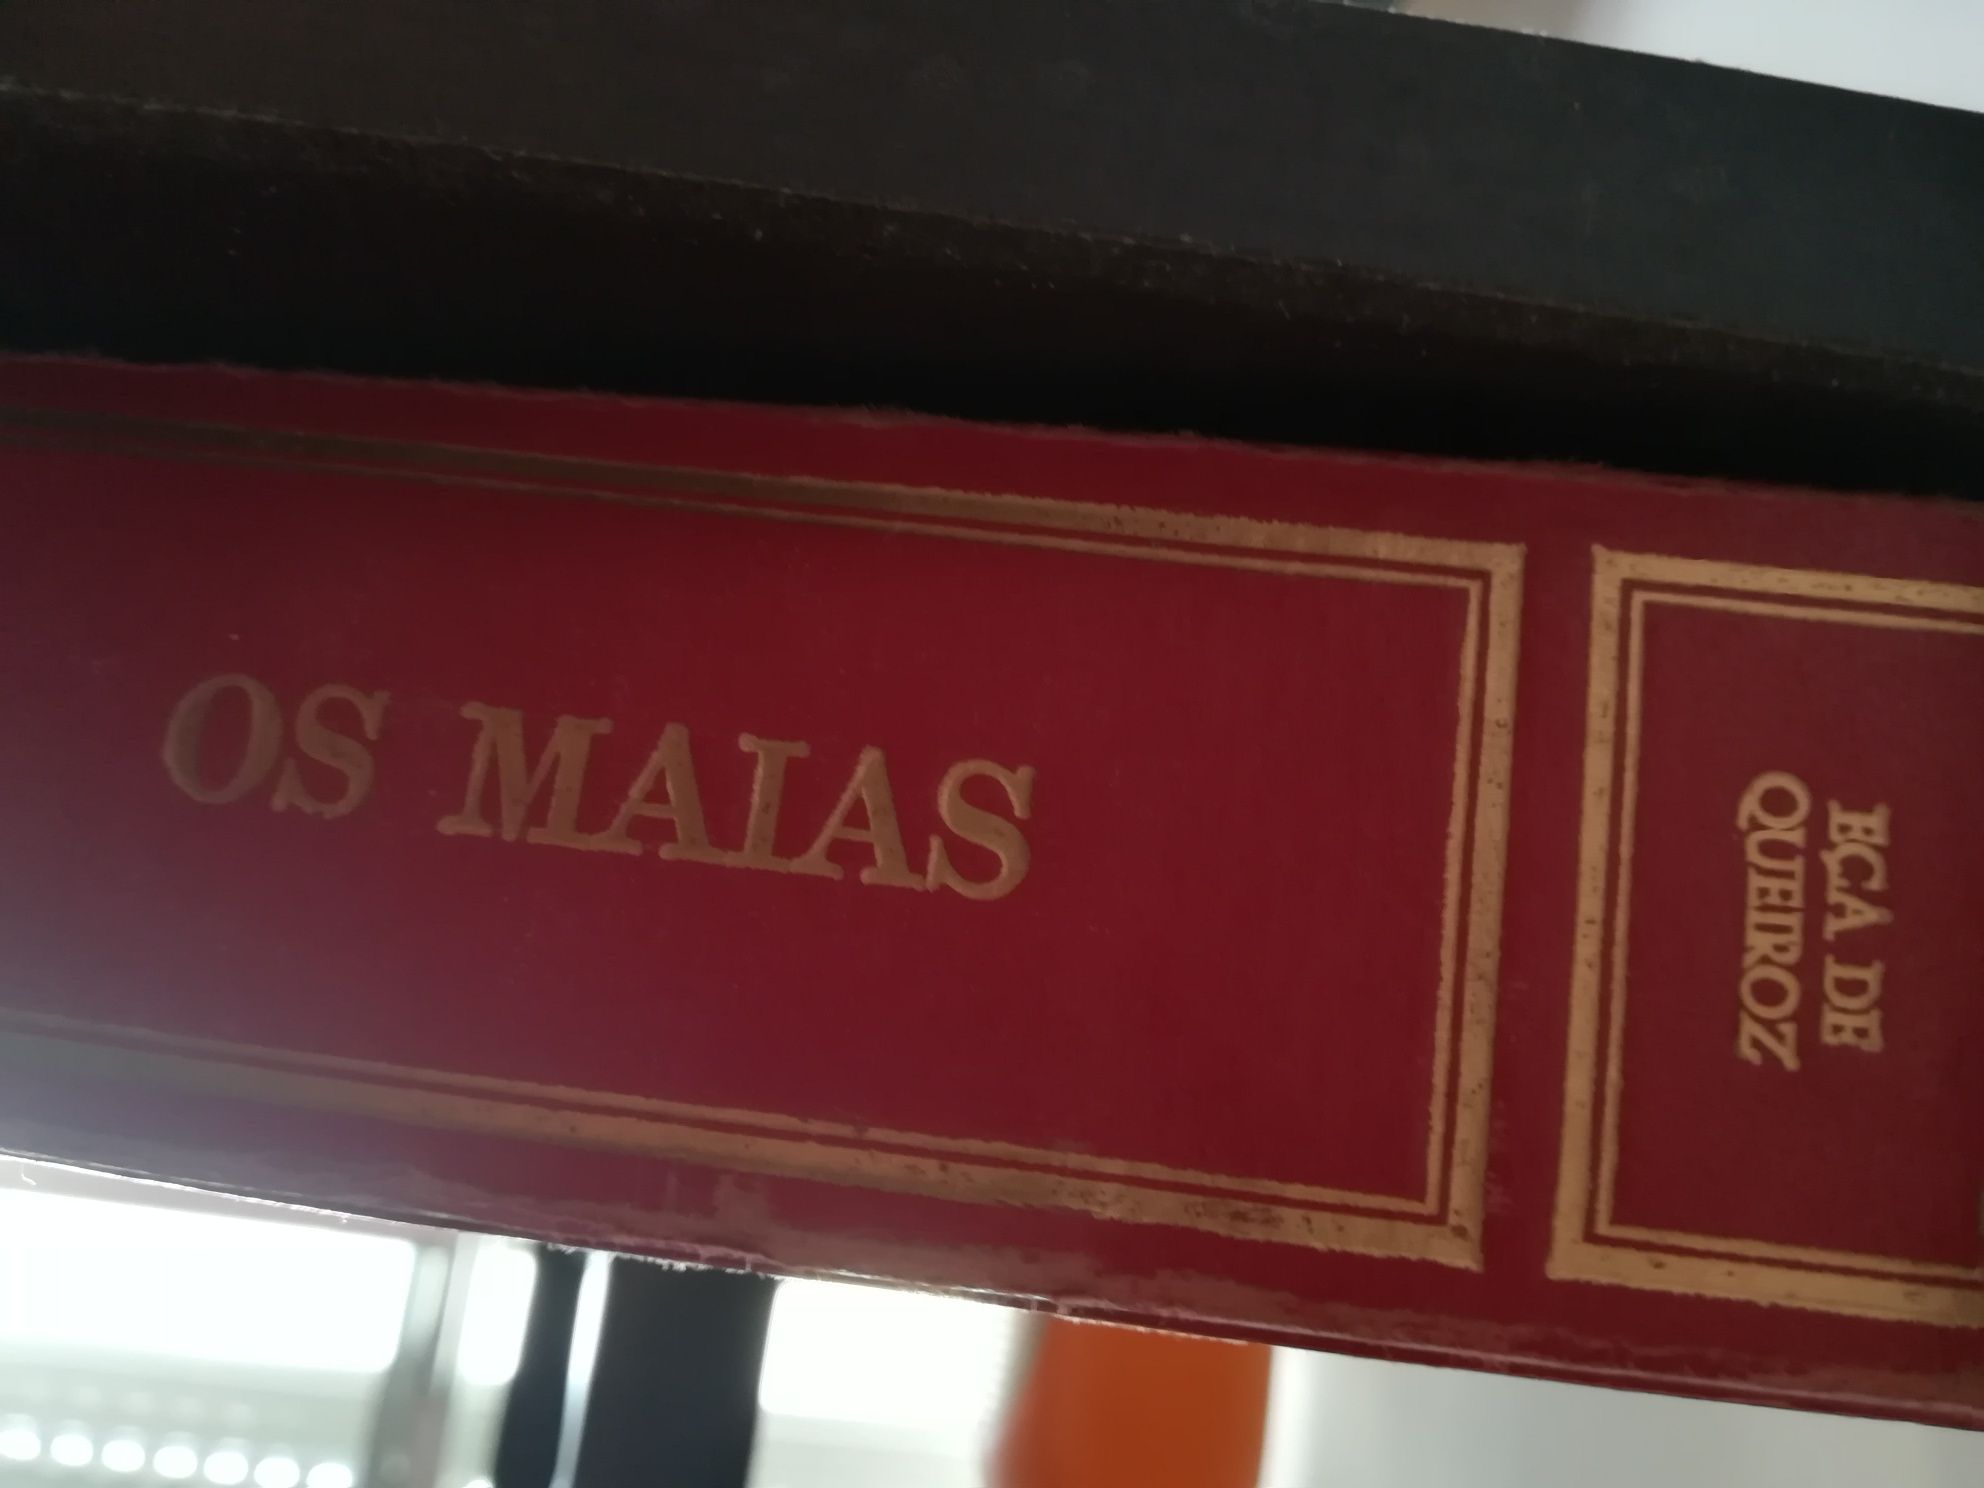 OS MAIAS
EÇA DE
QUEIROZ